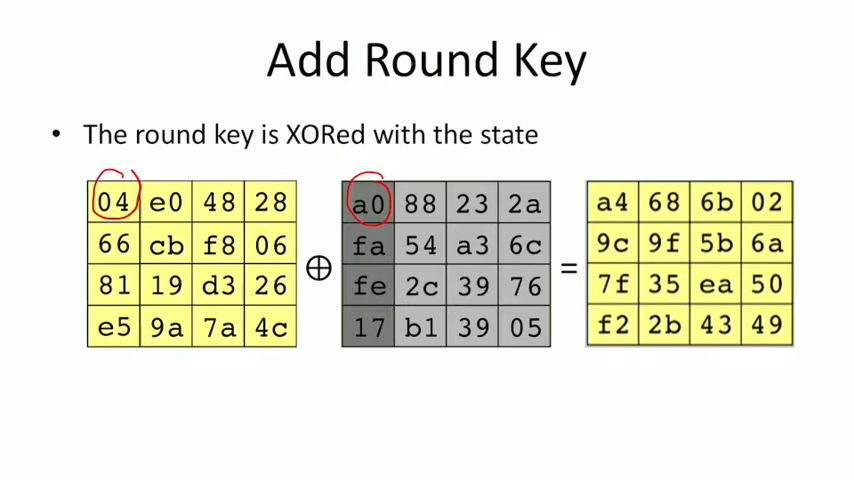 Add Round Key
• The round key is XORed with the state
04 e0 48 28 a0 88 23 2a a4 68 6b 02
66 cb f8 06 fa 54 a3 6c 9c 9f 5b 6a
81 19 d3 26 ⊕ fe 2c 39 76 = 7f 35 ea 50
e5 9a 7a 4c 17 b1 39 05 f2 2b 43 49